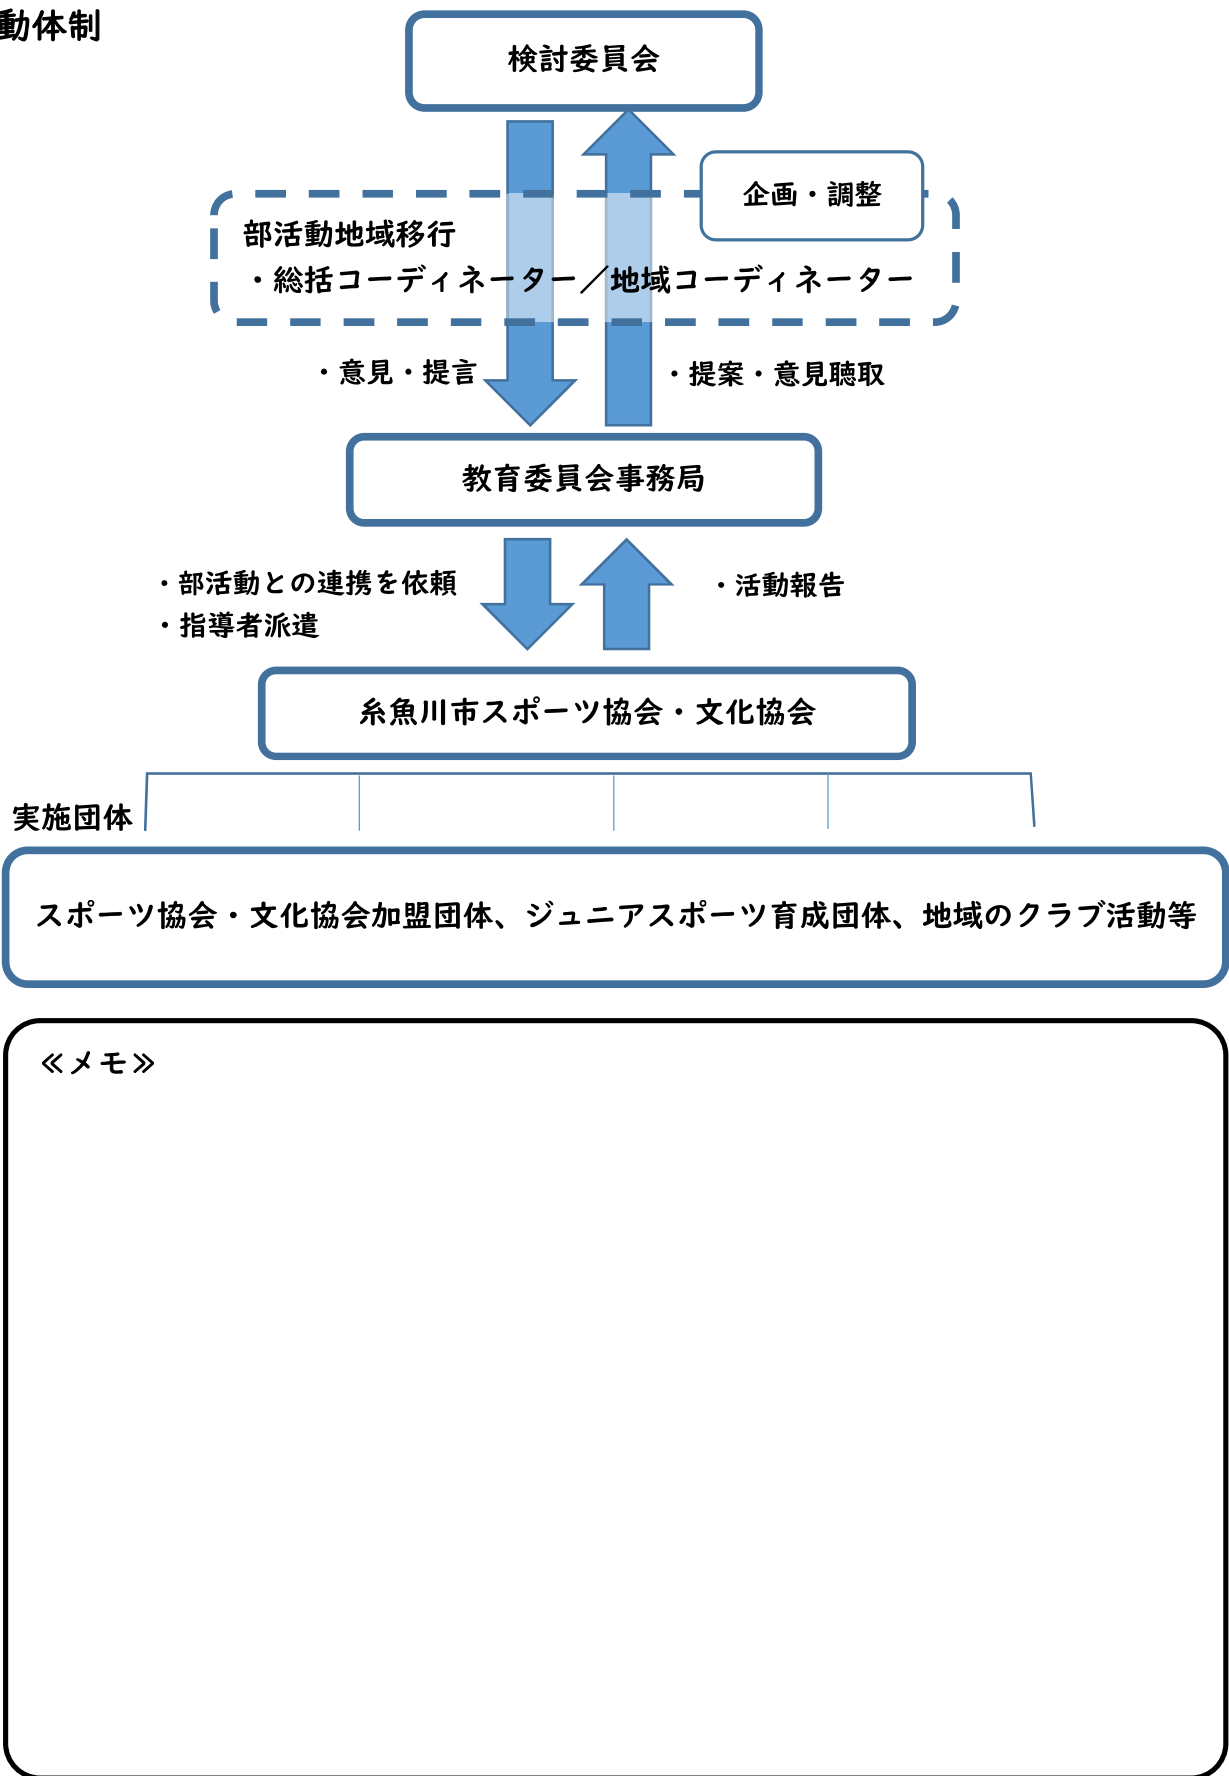 動体制
検討委員会
企画・調整
部活動地域移行
・総括コーディネーター／地域コーディネーター
・意見・提言
・提案・意見聴取
教育委員会事務局
・部活動との連携を依頼
・指導者派遣
・活動報告
糸魚川市スポーツ協会・文化協会
実施団体
スポーツ協会・文化協会加盟団体、ジュニアスポーツ育成団体、地域のクラブ活動等
≪メモ≫